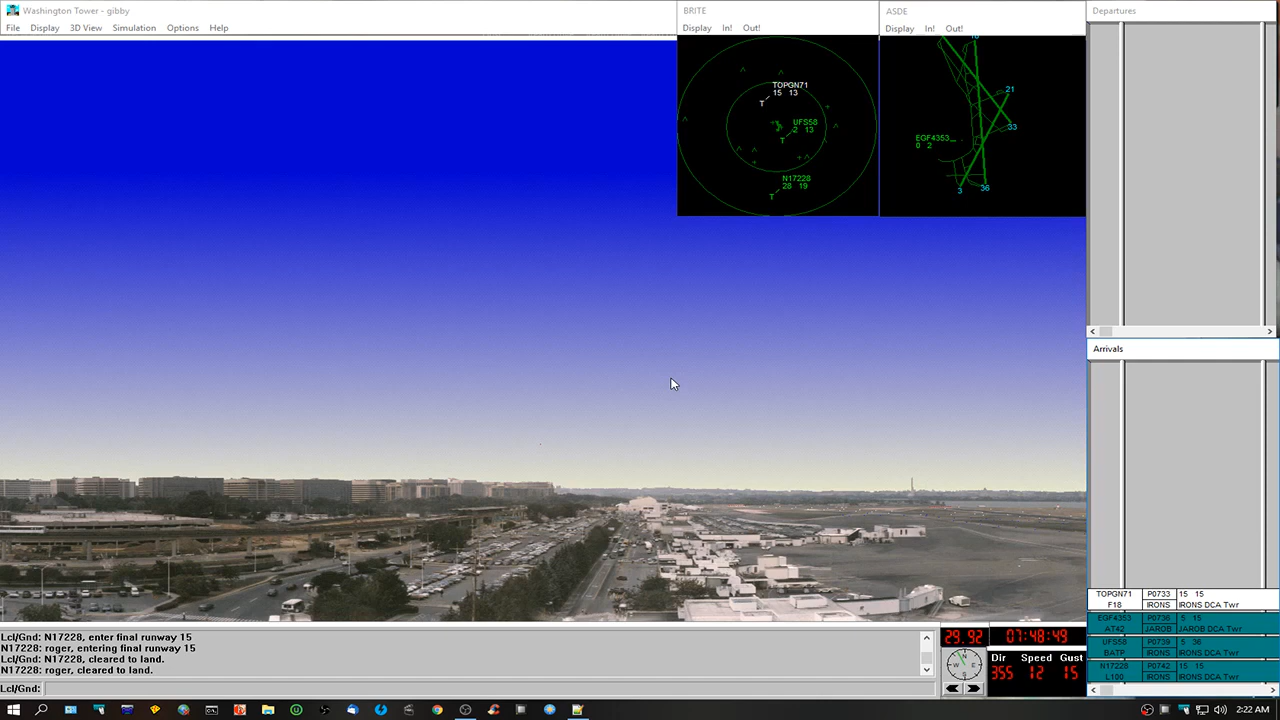 Washington Tower - gibby
File Display 3D View Simulation Options Help
BRITE
Display In! Out!
TOPGN71
15 13
T
UFS58
2 13
T
N17228
28 19
T
ASDE
Display In! Out!
18
21
33
EGF4353
0 2
3
36
Departures
Arrivals
TOPGN71 P0733 15 15
F18 IRONS IRONS DCA Twr
EGF4353 P0736 5 15
AT42 JAROB JAROB DCA Twr
UFS58 P0739 5 36
BATP IRONS IRONS DCA Twr
N17228 P0742 15 15
L100 IRONS IRONS DCA Twr
Lcl/Gnd: N17228, enter final runway 15
N17228: roger, entering final runway 15
Lcl/Gnd: N17228, cleared to land.
N17228: roger, cleared to land.
Lcl/Gnd:
29.92 07:48:49
N
W E
S
Dir Speed Gust
355 12 15
2:22 AM